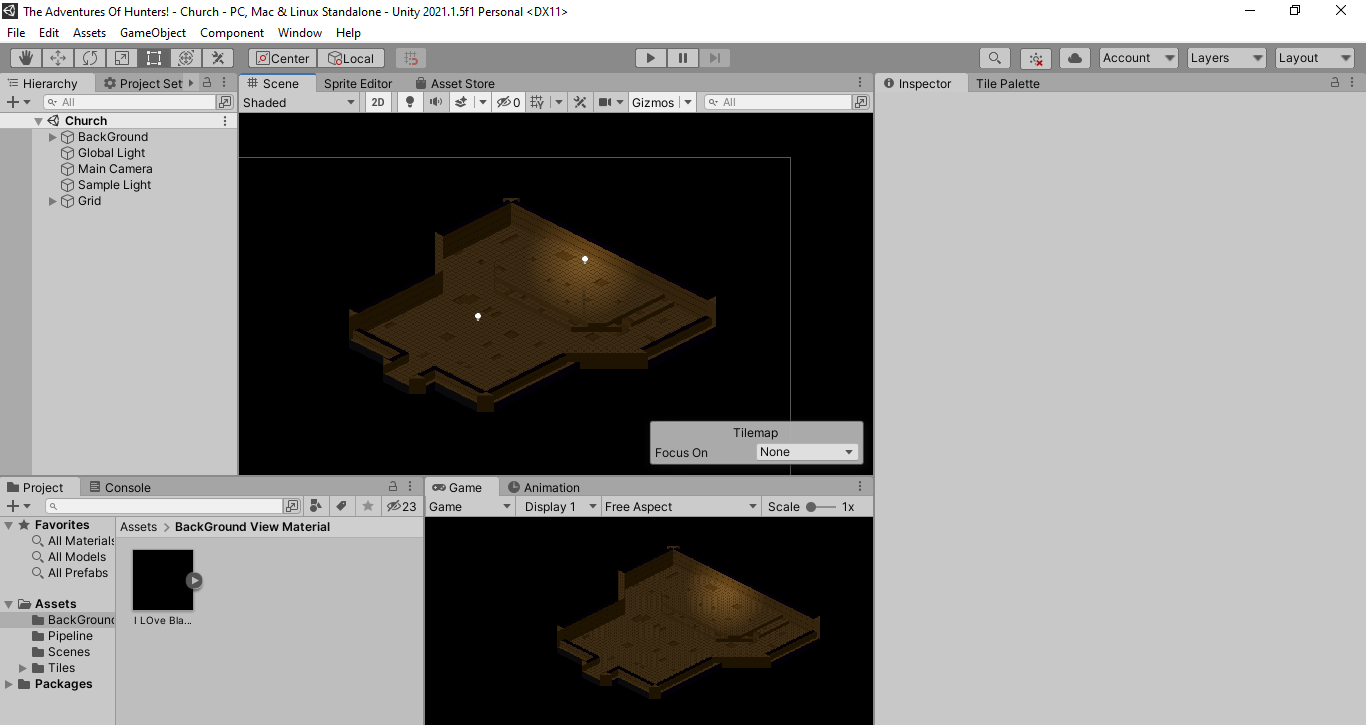 The Adventures Of Hunters! - Church - PC, Mac & Linux Standalone - Unity 2021.1.5f1 Personal <DX11>
File Edit Assets GameObject Component Window Help
Center Local Account Layers Layout
Hierarchy Project Set
All
Church
BackGround
Global Light
Main Camera
Sample Light
Grid
Scene Sprite Editor Asset Store
Shaded 2D 0 Gizmos All
Tilemap
Focus On None
Inspector Tile Palette
Project Console
23
Favorites
All Materials
All Models
All Prefabs
Assets
BackGround
Pipeline
Scenes
Tiles
Packages
Assets > BackGround View Material
I LOve Bla...
Game Animation
Game Display 1 Free Aspect Scale 1x